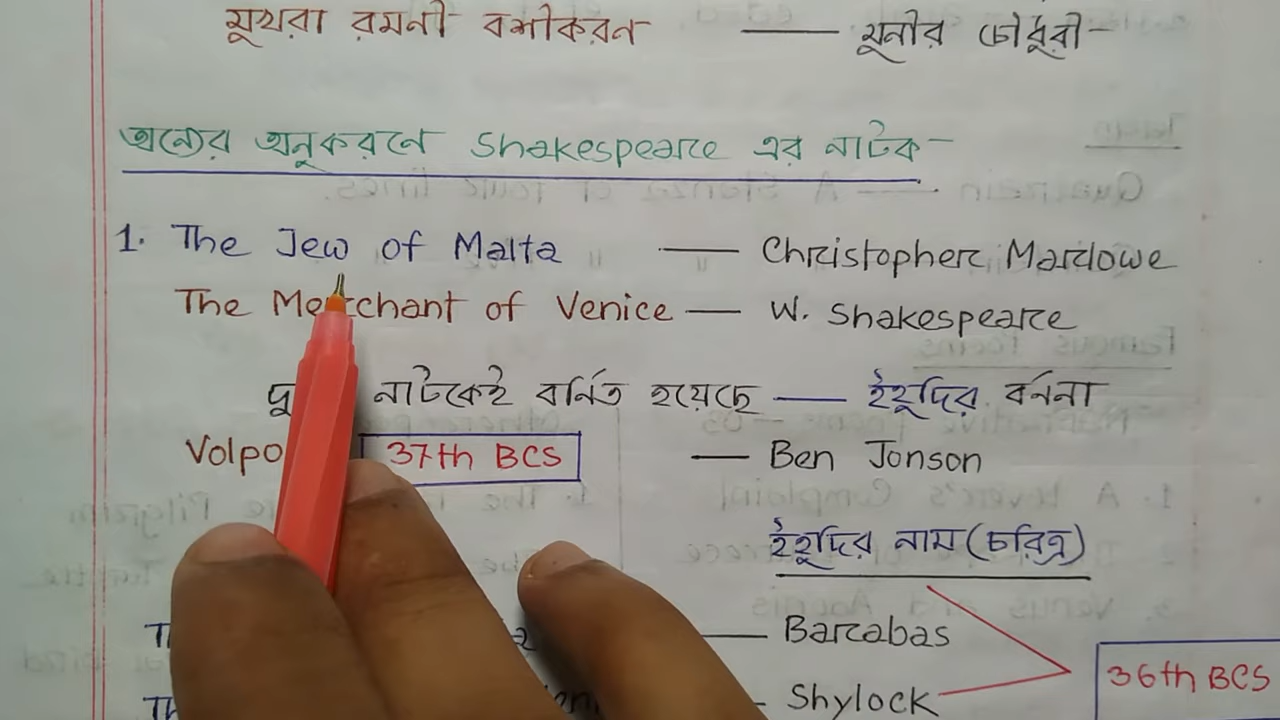 মুখরা রমনী বশীকরণ — মুনীর চৌধুরী
অন্যের অনুকরনে Shakespeare এর নাটক
1. The Jew of Malta — Christopher Marlowe
The Merchant of Venice — W. Shakespeare
নাটকেই বর্নিত হয়েছে — ইহুদির বর্ননা
37th BCS — Ben Jonson
ইহুদির নাম (চরিত্র)
— Barabas
— Shylock
36th BCS